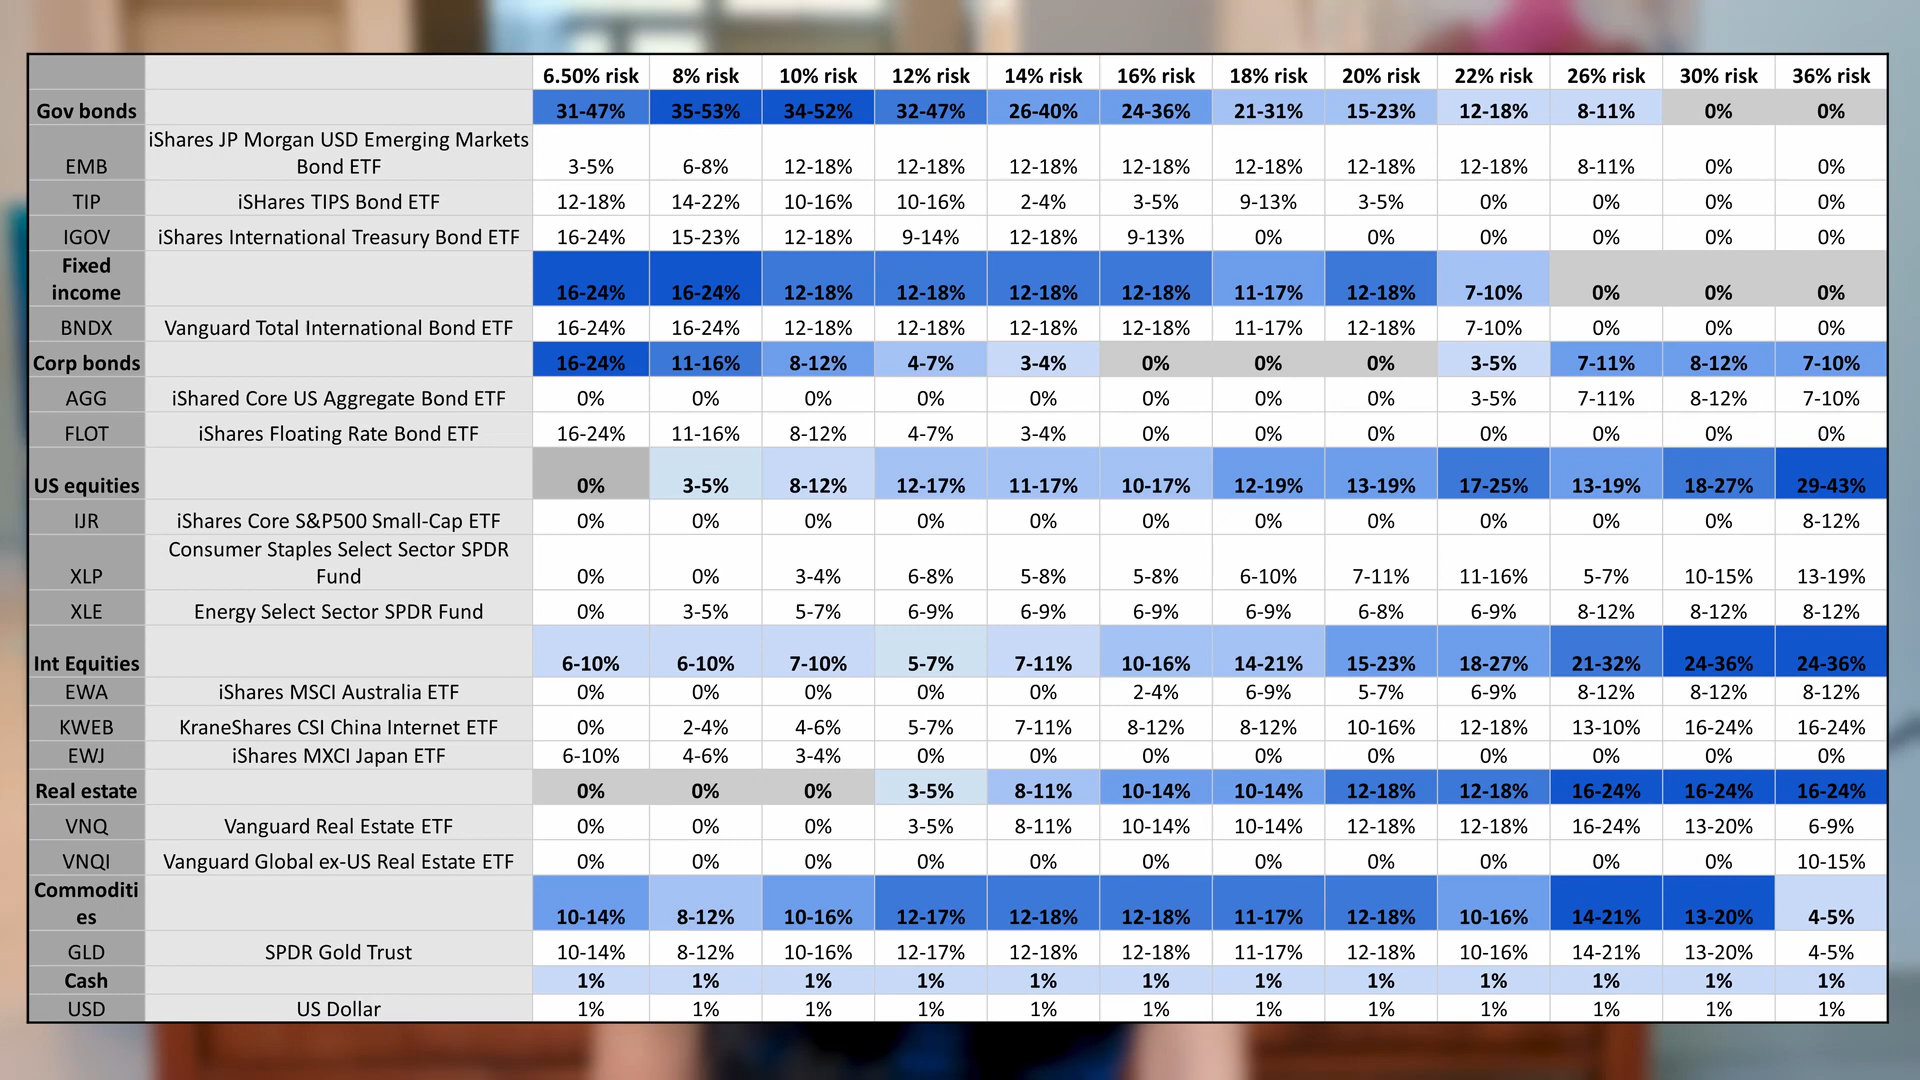 6.50% risk 8% risk 10% risk 12% risk 14% risk 16% risk 18% risk 20% risk 22% risk 26% risk 30% risk 36% risk
Gov bonds 31-47% 35-53% 34-52% 32-47% 26-40% 24-36% 21-31% 15-23% 12-18% 8-11% 0% 0%
iShares JP Morgan USD Emerging Markets
EMB Bond ETF 3-5% 6-8% 12-18% 12-18% 12-18% 12-18% 12-18% 12-18% 12-18% 8-11% 0% 0%
TIP iSHares TIPS Bond ETF 12-18% 14-22% 10-16% 10-16% 2-4% 3-5% 9-13% 3-5% 0% 0% 0% 0%
IGOV iShares International Treasury Bond ETF 16-24% 15-23% 12-18% 9-14% 12-18% 9-13% 0% 0% 0% 0% 0% 0%
Fixed
income 16-24% 16-24% 12-18% 12-18% 12-18% 12-18% 11-17% 12-18% 7-10% 0% 0% 0%
BNDX Vanguard Total International Bond ETF 16-24% 16-24% 12-18% 12-18% 12-18% 12-18% 11-17% 12-18% 7-10% 0% 0% 0%
Corp bonds 16-24% 11-16% 8-12% 4-7% 3-4% 0% 0% 0% 3-5% 7-11% 8-12% 7-10%
AGG iShared Core US Aggregate Bond ETF 0% 0% 0% 0% 0% 0% 0% 0% 3-5% 7-11% 8-12% 7-10%
FLOT iShares Floating Rate Bond ETF 16-24% 11-16% 8-12% 4-7% 3-4% 0% 0% 0% 0% 0% 0% 0%
US equities 0% 3-5% 8-12% 12-17% 11-17% 10-17% 12-19% 13-19% 17-25% 13-19% 18-27% 29-43%
IJR iShares Core S&P500 Small-Cap ETF 0% 0% 0% 0% 0% 0% 0% 0% 0% 0% 0% 8-12%
Consumer Staples Select Sector SPDR
XLP Fund 0% 0% 3-4% 6-8% 5-8% 5-8% 6-10% 7-11% 11-16% 5-7% 10-15% 13-19%
XLE Energy Select Sector SPDR Fund 0% 3-5% 5-7% 6-9% 6-9% 6-9% 6-9% 6-8% 6-9% 8-12% 8-12% 8-12%
Int Equities 6-10% 6-10% 7-10% 5-7% 7-11% 10-16% 14-21% 15-23% 18-27% 21-32% 24-36% 24-36%
EWA iShares MSCI Australia ETF 0% 0% 0% 0% 0% 2-4% 6-9% 5-7% 6-9% 8-12% 8-12% 8-12%
KWEB KraneShares CSI China Internet ETF 0% 2-4% 4-6% 5-7% 7-11% 8-12% 8-12% 10-16% 12-18% 13-10% 16-24% 16-24%
EWJ iShares MXCI Japan ETF 6-10% 4-6% 3-4% 0% 0% 0% 0% 0% 0% 0% 0% 0%
Real estate 0% 0% 0% 3-5% 8-11% 10-14% 10-14% 12-18% 12-18% 16-24% 16-24% 16-24%
VNQ Vanguard Real Estate ETF 0% 0% 0% 3-5% 8-11% 10-14% 10-14% 12-18% 12-18% 16-24% 13-20% 6-9%
VNQI Vanguard Global ex-US Real Estate ETF 0% 0% 0% 0% 0% 0% 0% 0% 0% 0% 0% 10-15%
Commoditi
es 10-14% 8-12% 10-16% 12-17% 12-18% 12-18% 11-17% 12-18% 10-16% 14-21% 13-20% 4-5%
GLD SPDR Gold Trust 10-14% 8-12% 10-16% 12-17% 12-18% 12-18% 11-17% 12-18% 10-16% 14-21% 13-20% 4-5%
Cash 1% 1% 1% 1% 1% 1% 1% 1% 1% 1% 1% 1%
USD US Dollar 1% 1% 1% 1% 1% 1% 1% 1% 1% 1% 1% 1%